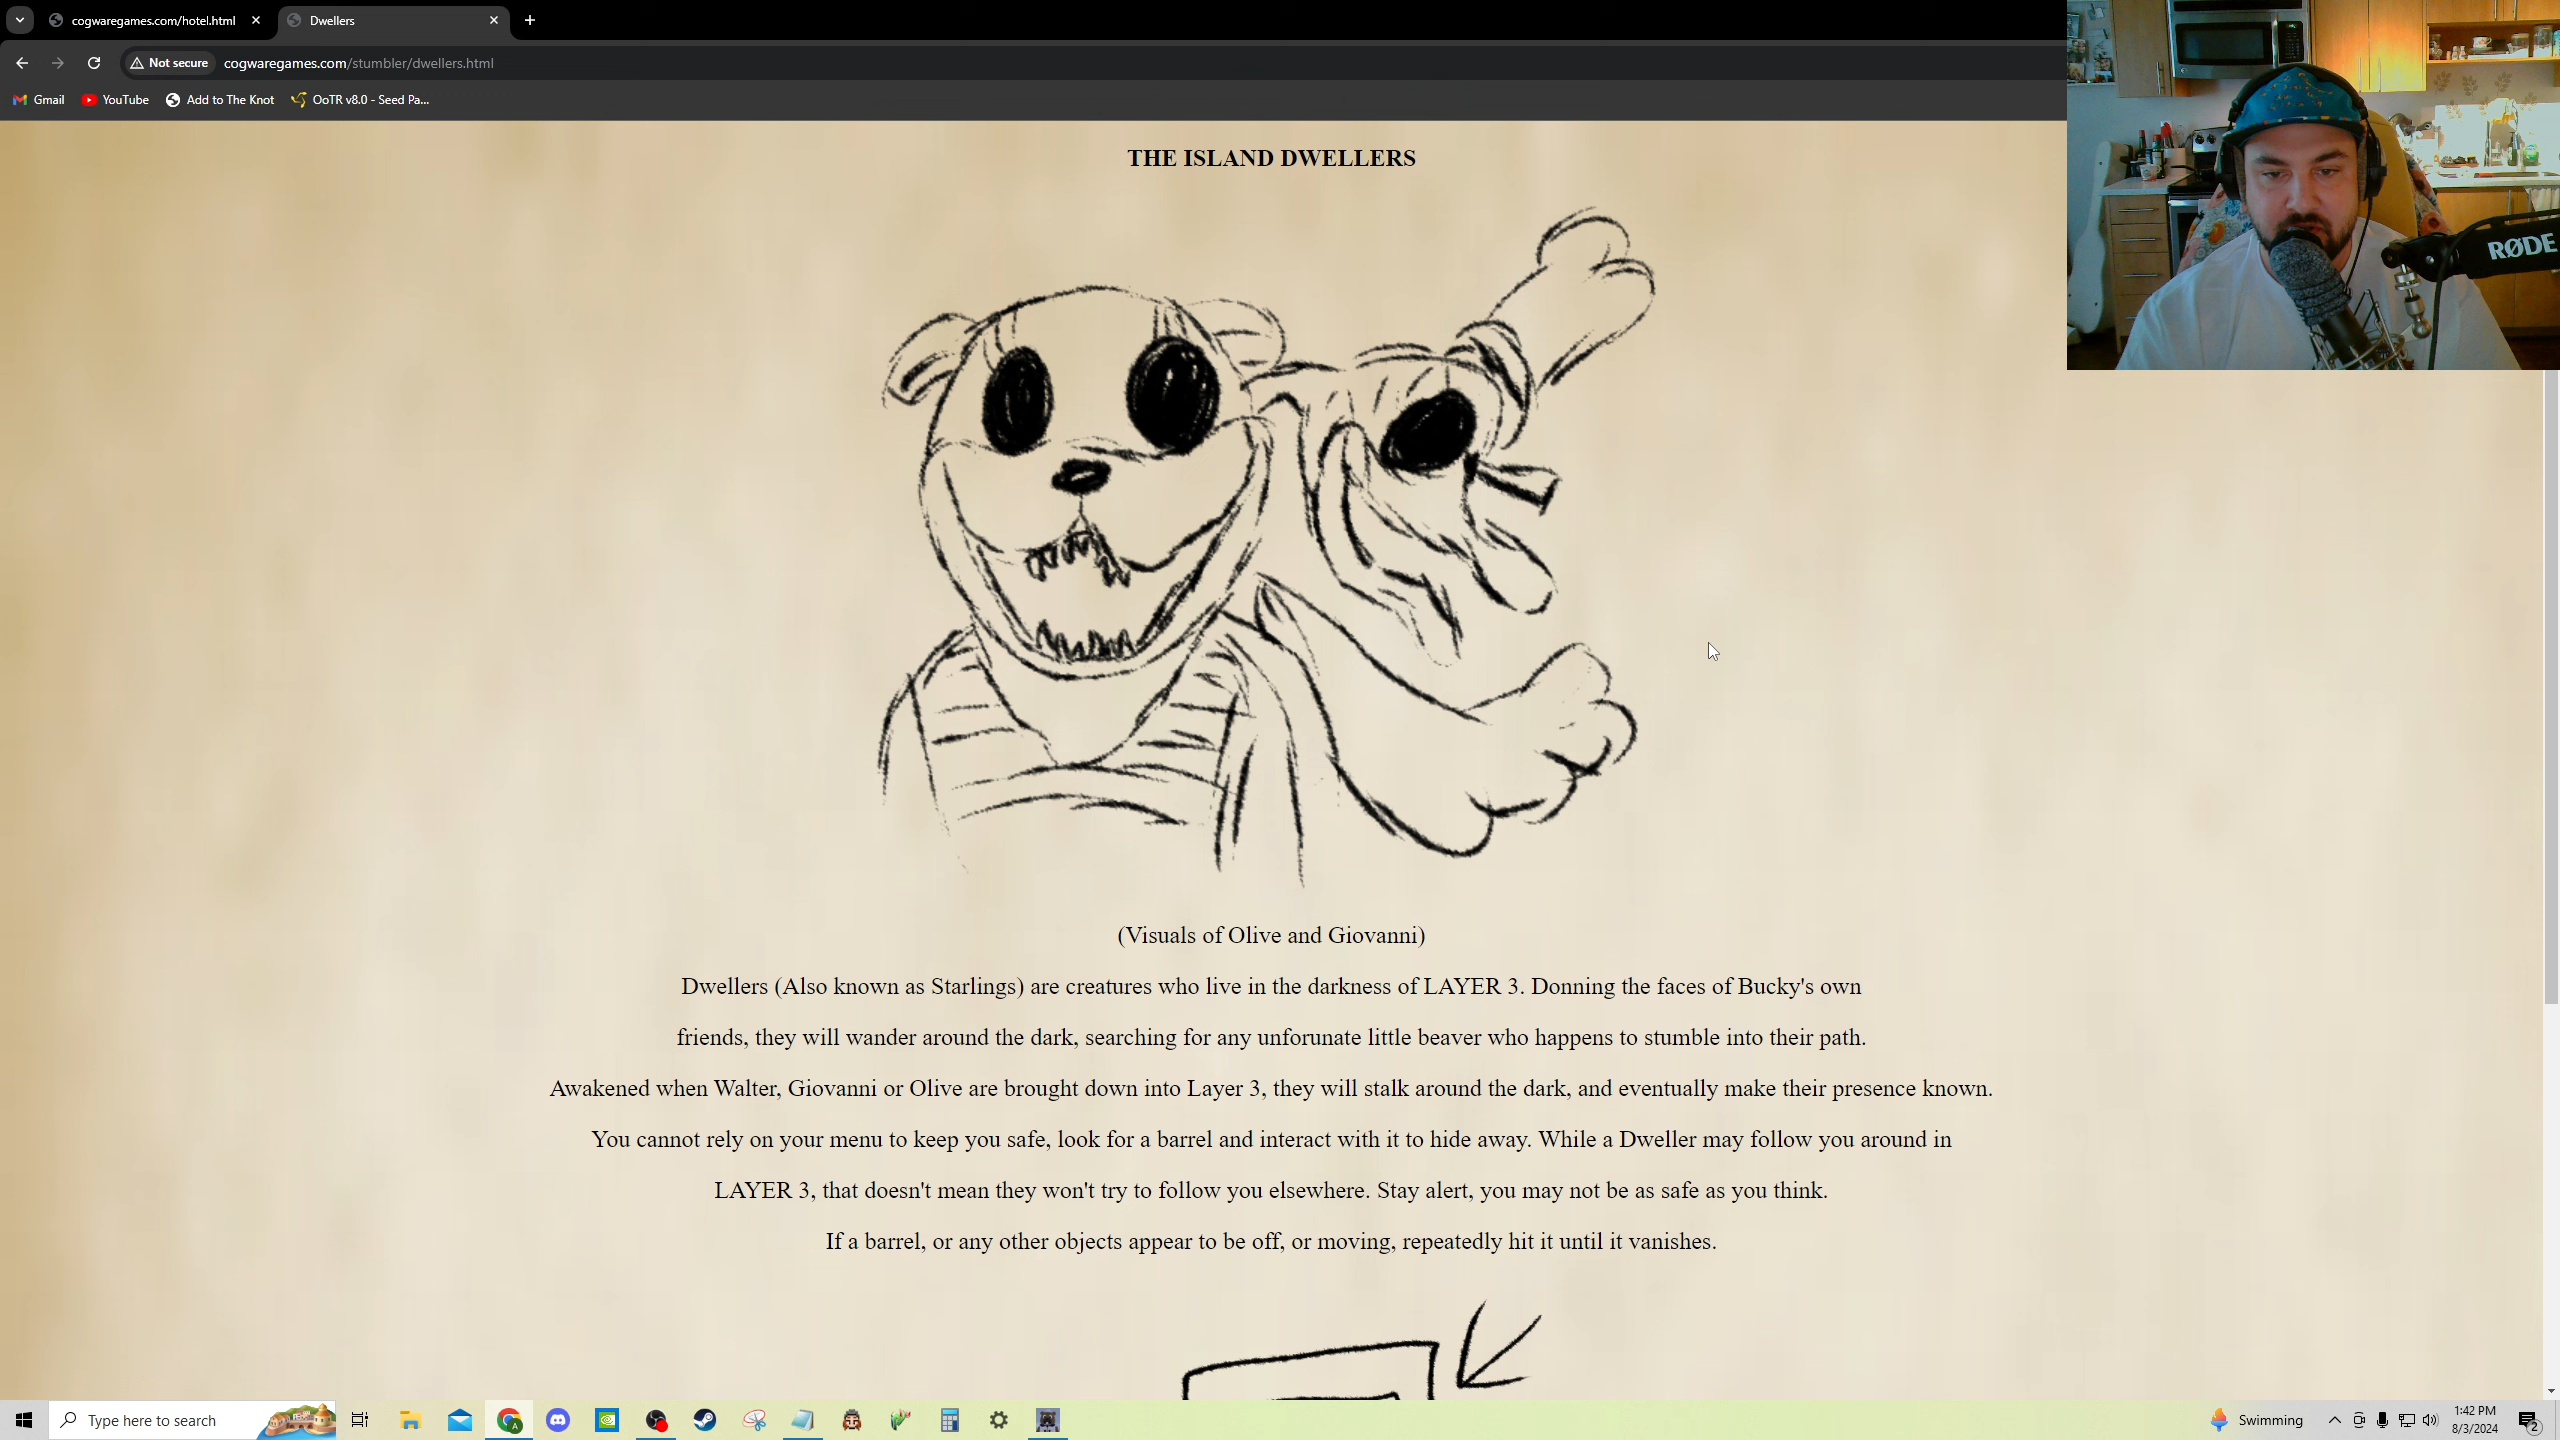 cogwaregames.com/hotel.html
Dwellers
Not secure
cogwaregames.com/stumbler/dwellers.html
Gmail
YouTube
Add to The Knot
OoTR v8.0 - Seed Pa...
RØDE
THE ISLAND DWELLERS
(Visuals of Olive and Giovanni)
Dwellers (Also known as Starlings) are creatures who live in the darkness of LAYER 3. Donning the faces of Bucky's own
friends, they will wander around the dark, searching for any unforunate little beaver who happens to stumble into their path.
Awakened when Walter, Giovanni or Olive are brought down into Layer 3, they will stalk around the dark, and eventually make their presence known.
You cannot rely on your menu to keep you safe, look for a barrel and interact with it to hide away. While a Dweller may follow you around in
LAYER 3, that doesn't mean they won't try to follow you elsewhere. Stay alert, you may not be as safe as you think.
If a barrel, or any other objects appear to be off, or moving, repeatedly hit it until it vanishes.
Type here to search
Swimming
1:42 PM
8/3/2024
2